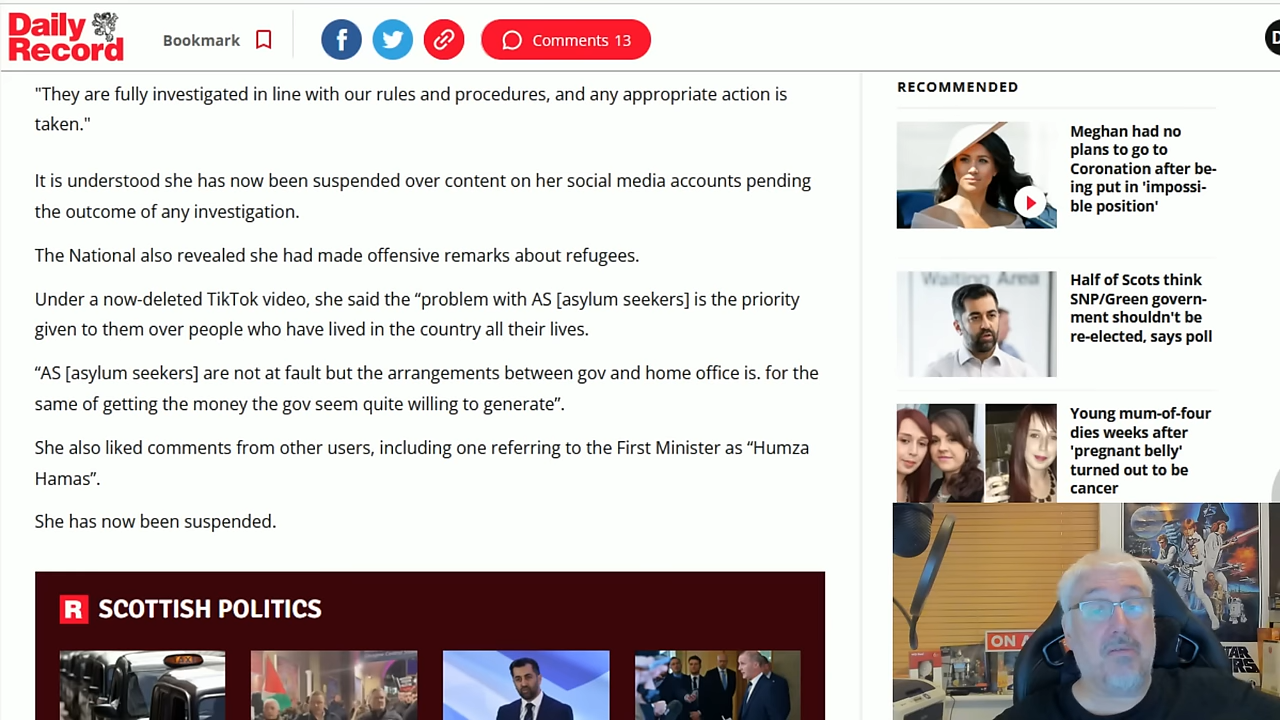 Daily
Record
Bookmark
Comments 13
D
"They are fully investigated in line with our rules and procedures, and any appropriate action is
taken."
It is understood she has now been suspended over content on her social media accounts pending
the outcome of any investigation.
The National also revealed she had made offensive remarks about refugees.
Under a now-deleted TikTok video, she said the “problem with AS [asylum seekers] is the priority
given to them over people who have lived in the country all their lives.
“AS [asylum seekers] are not at fault but the arrangements between gov and home office is. for the
same of getting the money the gov seem quite willing to generate”.
She also liked comments from other users, including one referring to the First Minister as “Humza
Hamas”.
She has now been suspended.
R SCOTTISH POLITICS
TAXI
RECOMMENDED
Meghan had no
plans to go to
Coronation after be-
ing put in 'impossi-
ble position'
Waiting Area
Half of Scots think
SNP/Green govern-
ment shouldn't be
re-elected, says poll
Young mum-of-four
dies weeks after
'pregnant belly'
turned out to be
cancer
ON A
STAR
WARS